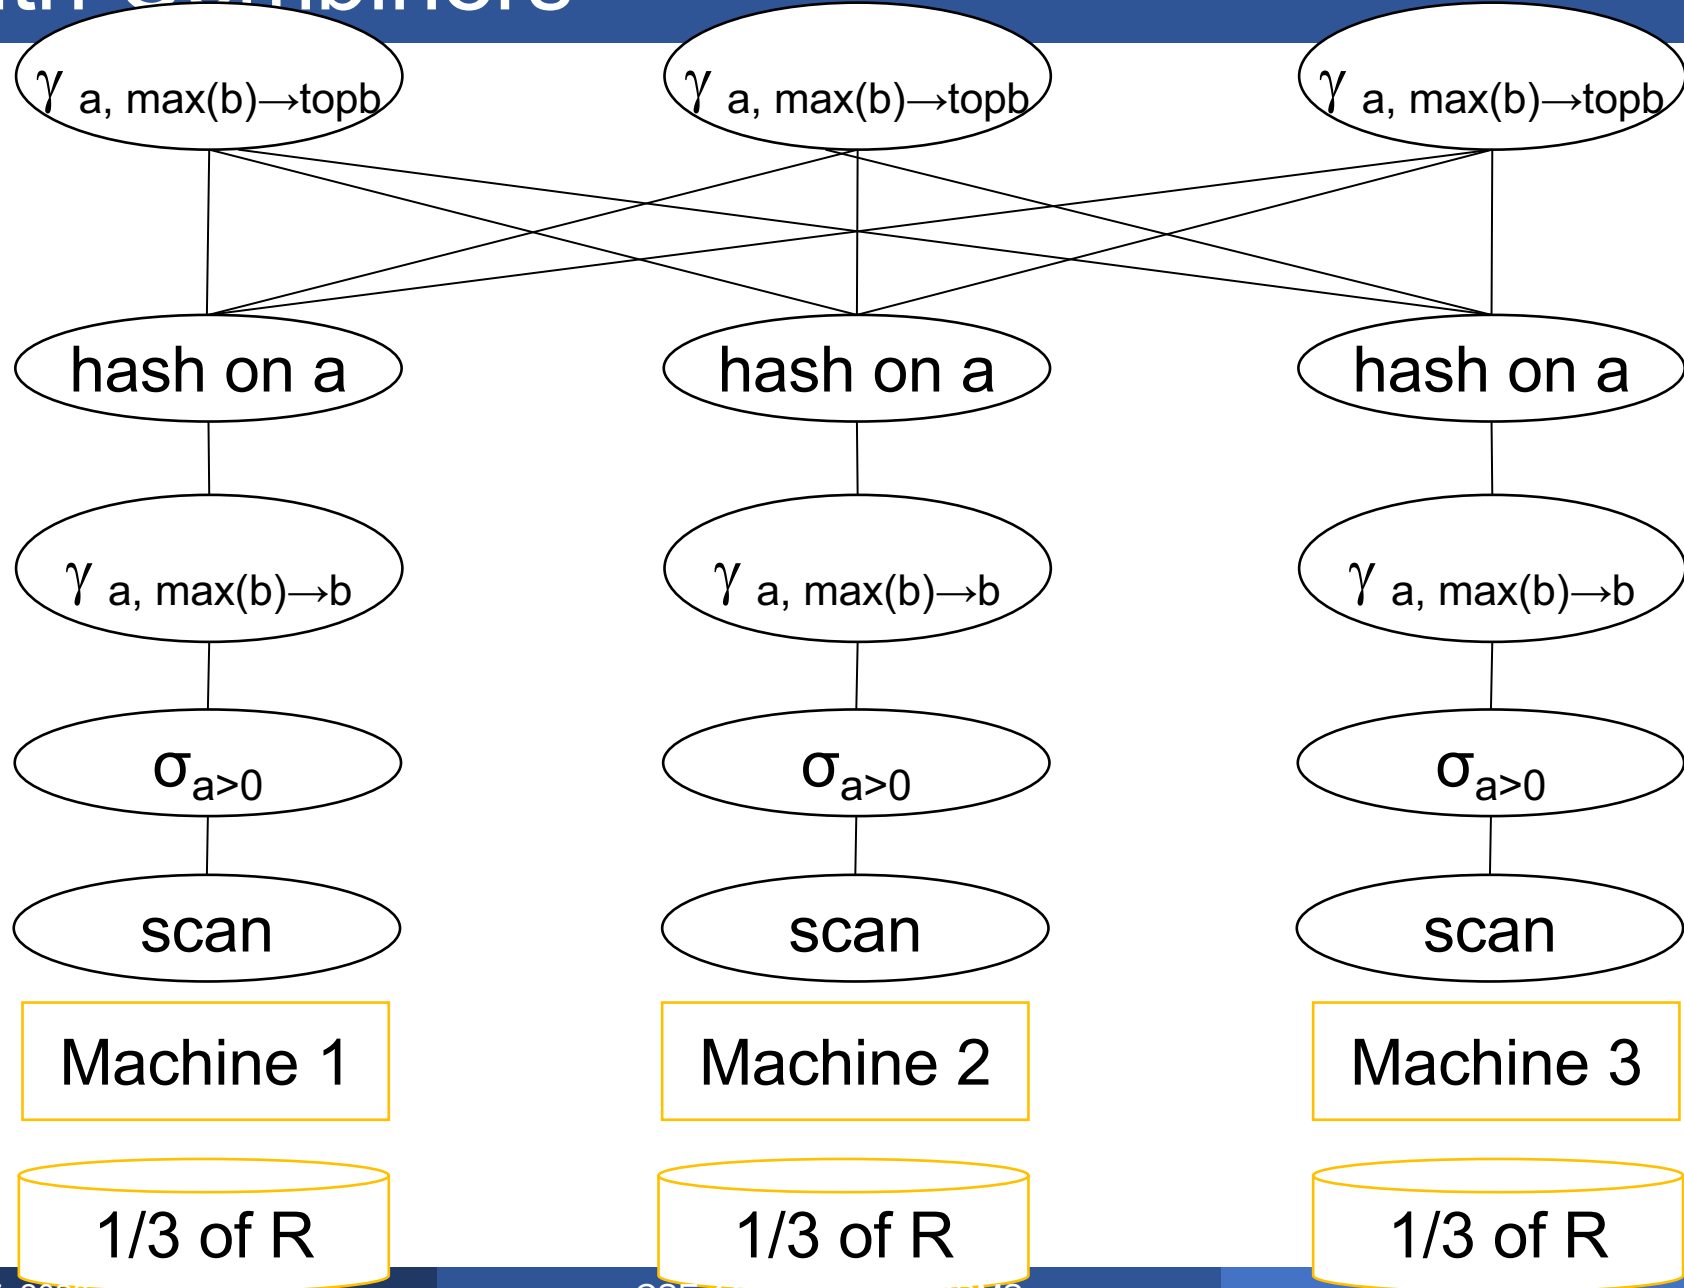 Combiners
γ a, max(b)→topb γ a, max(b)→topb γ a, max(b)→topb
hash on a hash on a hash on a
γ a, max(b)→b γ a, max(b)→b γ a, max(b)→b
σa>0 σa>0 σa>0
scan scan scan
Machine 1 Machine 2 Machine 3
1/3 of R 1/3 of R 1/3 of R